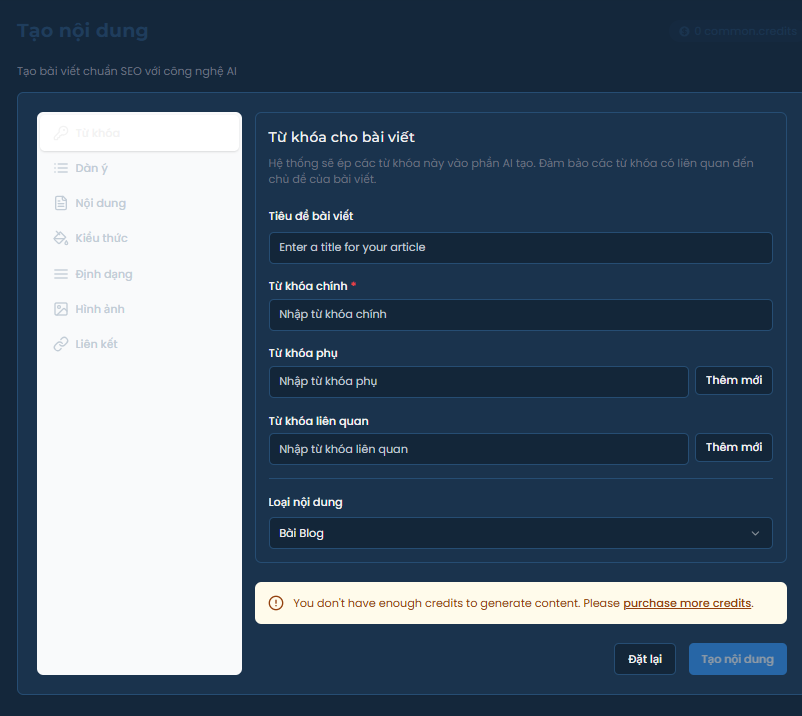 Tạo nội dung
0 common credits
Tạo bài viết chuẩn SEO với công nghệ AI
Từ khóa
Dàn ý
Nội dung
Kiểu thức
Định dạng
Hình ảnh
Liên kết
Từ khóa cho bài viết
Hệ thống sẽ ép các từ khóa này vào phần AI tạo. Đảm bảo các từ khóa có liên quan đến
chủ đề của bài viết.
Tiêu đề bài viết
Enter a title for your article
Từ khóa chính *
Nhập từ khóa chính
Từ khóa phụ
Nhập từ khóa phụ
Thêm mới
Từ khóa liên quan
Nhập từ khóa liên quan
Thêm mới
Loại nội dung
Bài Blog
You don't have enough credits to generate content. Please purchase more credits.
Đặt lại
Tạo nội dung